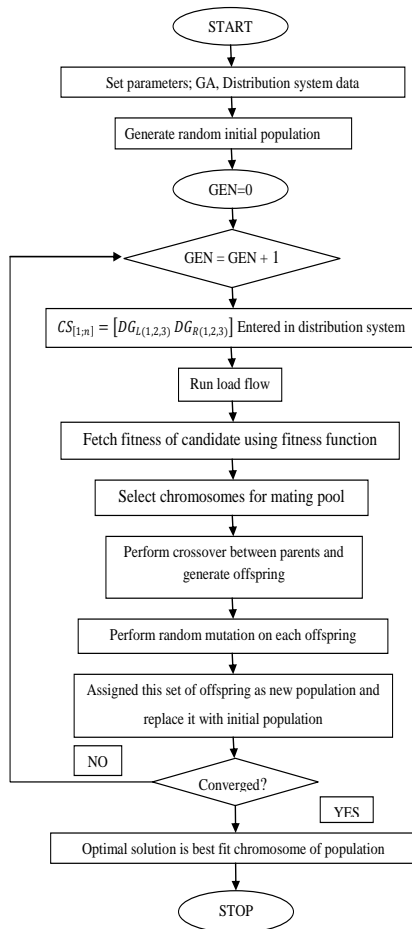 START
Set parameters; GA, Distribution system data
Generate random initial population
GEN=0
GEN = GEN + 1
𝐶𝑆[1;𝑛] = [𝐷𝐺𝐿(1,2,3) 𝐷𝐺𝑅(1,2,3)] Entered in distribution system
Run load flow
Fetch fitness of candidate using fitness function
Select chromosomes for mating pool
Perform crossover between parents and
generate offspring
Perform random mutation on each offspring
Assigned this set of offspring as new population and
replace it with initial population
NO
Converged?
YES
Optimal solution is best fit chromosome of population
STOP